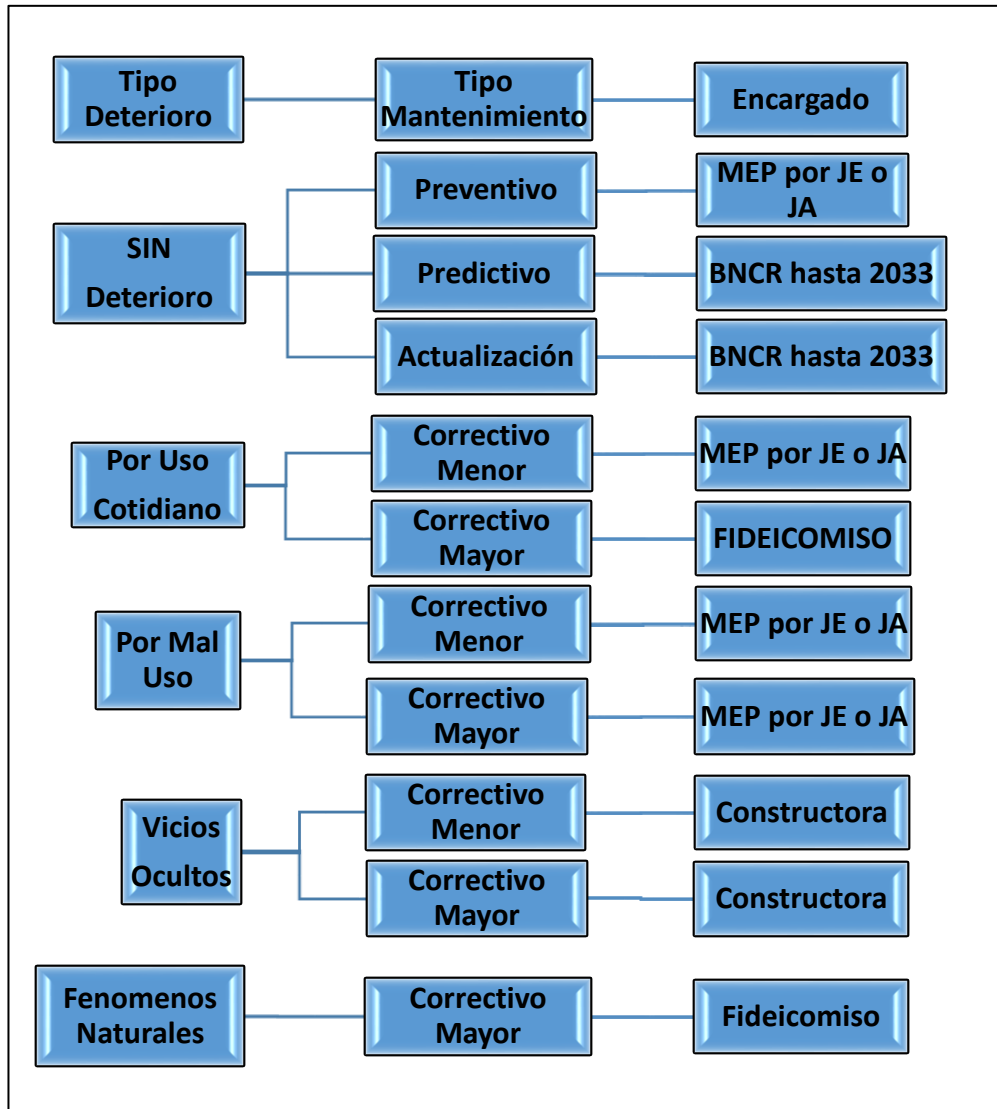 Tipo
Deterioro
Tipo
Mantenimiento
Encargado
SIN
Deterioro
Preventivo
MEP por JE o
JA
Predictivo
BNCR hasta 2033
Actualización
BNCR hasta 2033
Por Uso
Cotidiano
Correctivo
Menor
MEP por JE o JA
Correctivo
Mayor
FIDEICOMISO
Por Mal
Uso
Correctivo
Menor
MEP por JE o JA
Correctivo
Mayor
MEP por JE o JA
Vicios
Ocultos
Correctivo
Menor
Constructora
Correctivo
Mayor
Constructora
Fenomenos
Naturales
Correctivo
Mayor
Fideicomiso